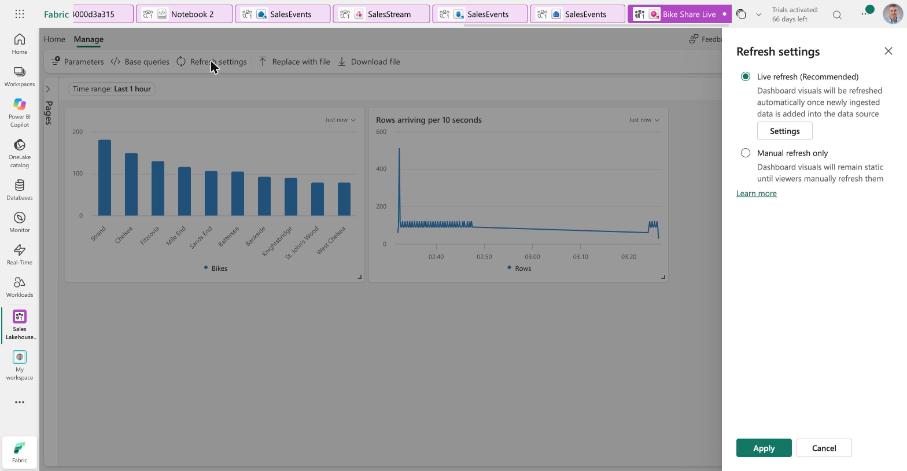 Fabric
4000d3a315
Notebook 2
SalesEvents
SalesStream
SalesEvents
SalesEvents
Bike Share Live
Trials activated:
66 days left
Home
Manage
Feedba
Parameters
Base queries
Refresh settings
Replace with file
Download file
Home
Workspaces
Power BI
Copilot
OneLake
catalog
Databases
Monitor
Real-Time
Workloads
Sales
Lakehouse...
My
workspace
Fabric
Pages
Time range: Last 1 hour
Just now
200
100
0
Strand
Chelsea
Fitzrovia
Mile End
Sands End
Battersea
Bankside
Knightsbridge
St. John's Wood
West Chelsea
Bikes
Rows arriving per 10 seconds
Just now
600
400
200
0
02:40
02:50
03:00
03:10
03:20
Rows
Refresh settings
Live refresh (Recommended)
Dashboard visuals will be refreshed
automatically once newly ingested
data is added into the data source
Settings
Manual refresh only
Dashboard visuals will remain static
until viewers manually refresh them
Learn more
Apply
Cancel